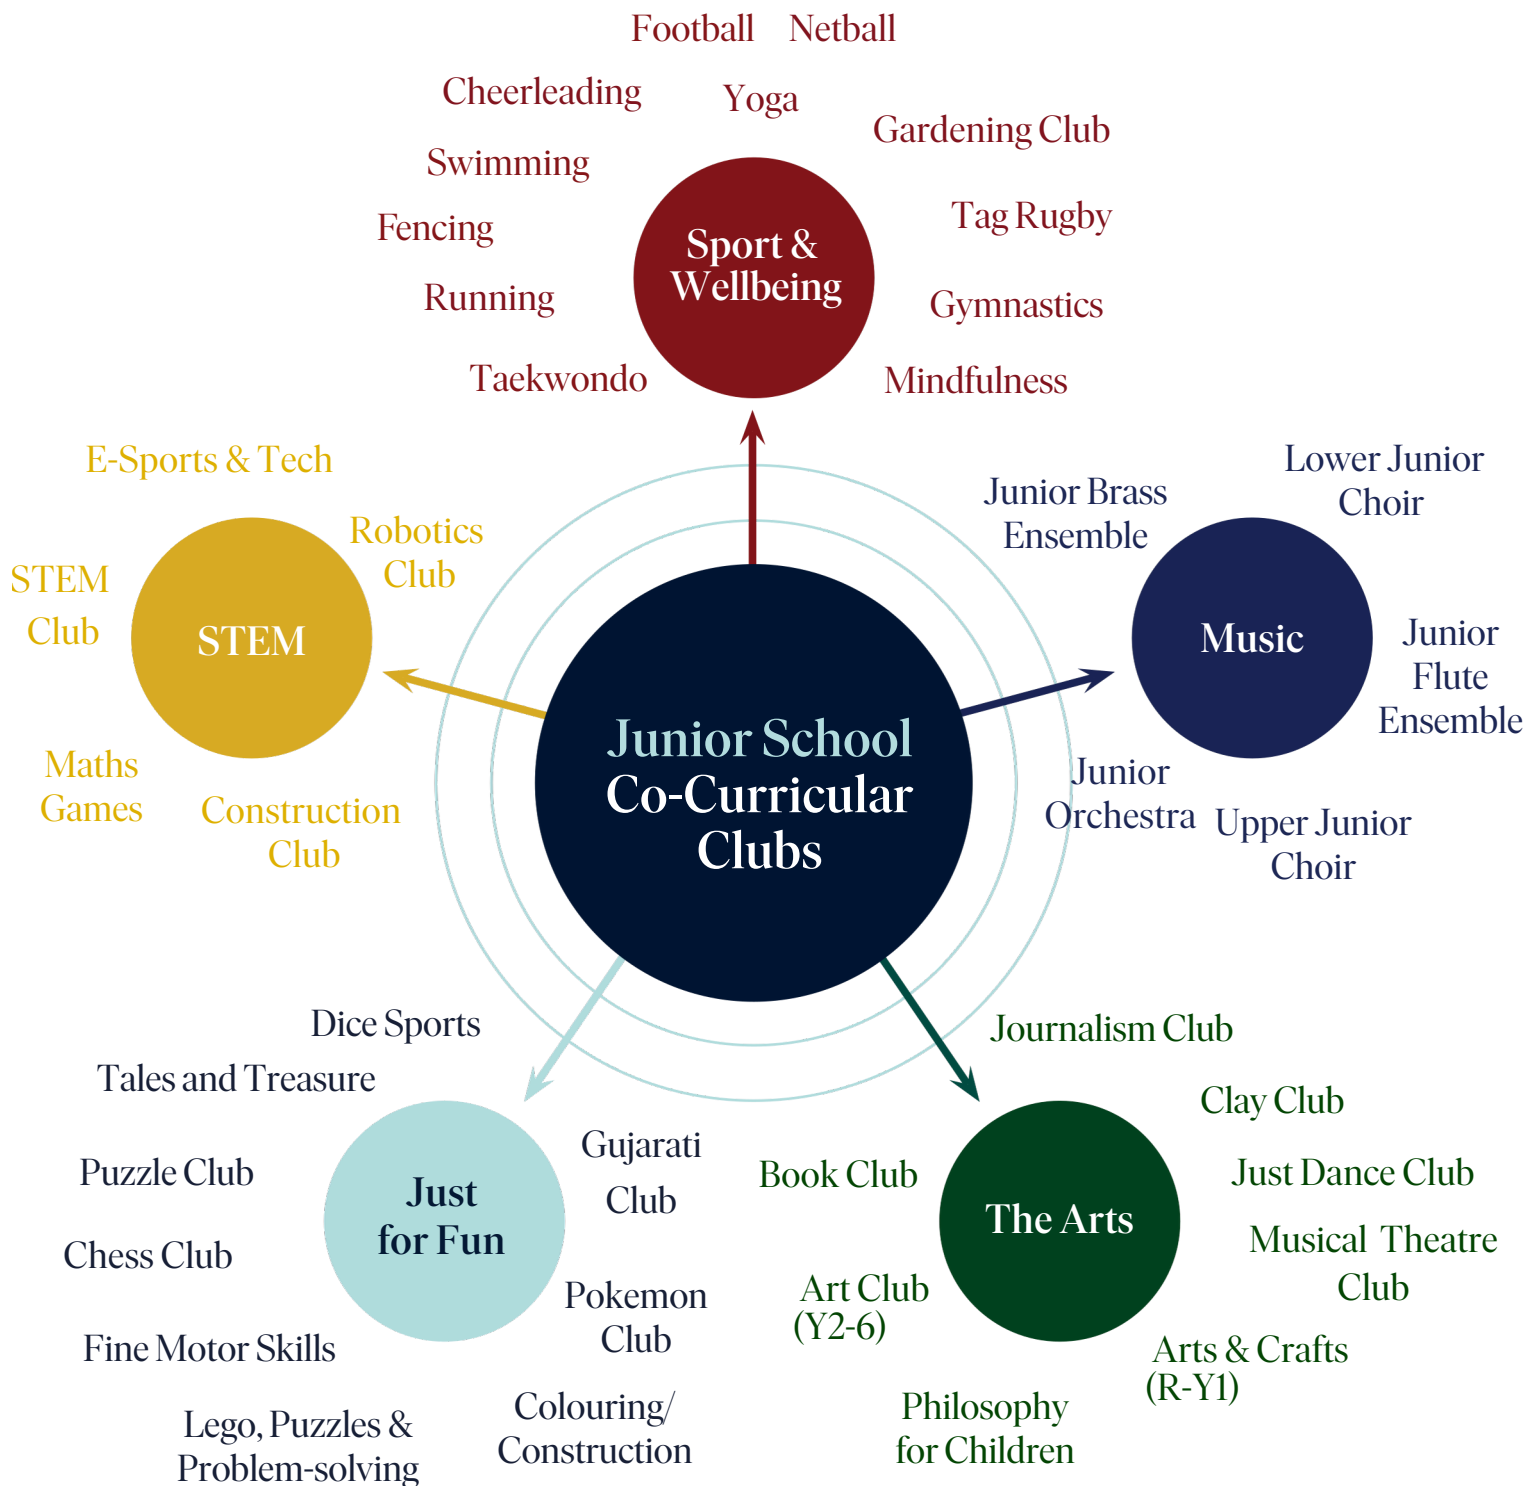 Football
Netball
Cheerleading
Yoga
Gardening Club
Swimming
Tag Rugby
Fencing
Sport &
Wellbeing
Running
Gymnastics
Taekwondo
Mindfulness
E-Sports & Tech
Robotics
Club
STEM
Club
STEM
Maths
Games
Construction
Club
Junior School
Co-Curricular
Clubs
Lower Junior
Choir
Junior Brass
Ensemble
Music
Junior
Flute
Ensemble
Junior
Orchestra
Upper Junior
Choir
Dice Sports
Tales and Treasure
Gujarati
Club
Puzzle Club
Just
for Fun
Chess Club
Pokemon
Club
Fine Motor Skills
Colouring/
Construction
Lego, Puzzles &
Problem-solving
Journalism Club
Clay Club
Book Club
Just Dance Club
The Arts
Musical Theatre
Club
Art Club
(Y2-6)
Arts & Crafts
(R-Y1)
Philosophy
for Children